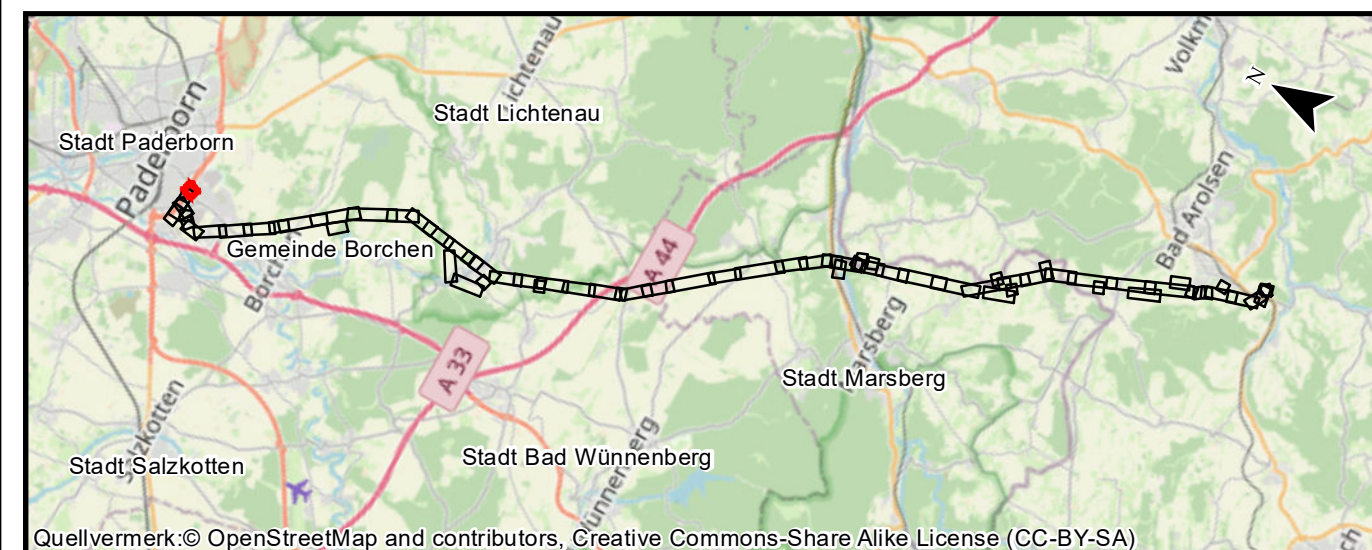 Lichtenau
Volkm
N
Stadt Lichtenau
Stadt Paderborn
Paderborn
Bad Arolsen
Gemeinde Borchen
Borchen
A 44
Marsberg
A 33
Stadt Marsberg
Salzkotten
Stadt Salzkotten
Stadt Bad Wünnenberg
Wünnenberg
Quellvermerk:© OpenStreetMap and contributors, Creative Commons-Share Alike License (CC-BY-SA)